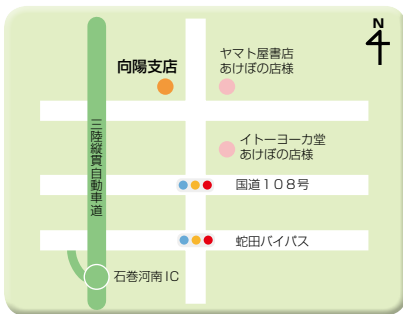 N
向陽支店
ヤマト屋書店
あけぼの店様
三陸縦貫自動車道
イトーヨーカ堂
あけぼの店様
国道108号
蛇田バイパス
石巻河南IC